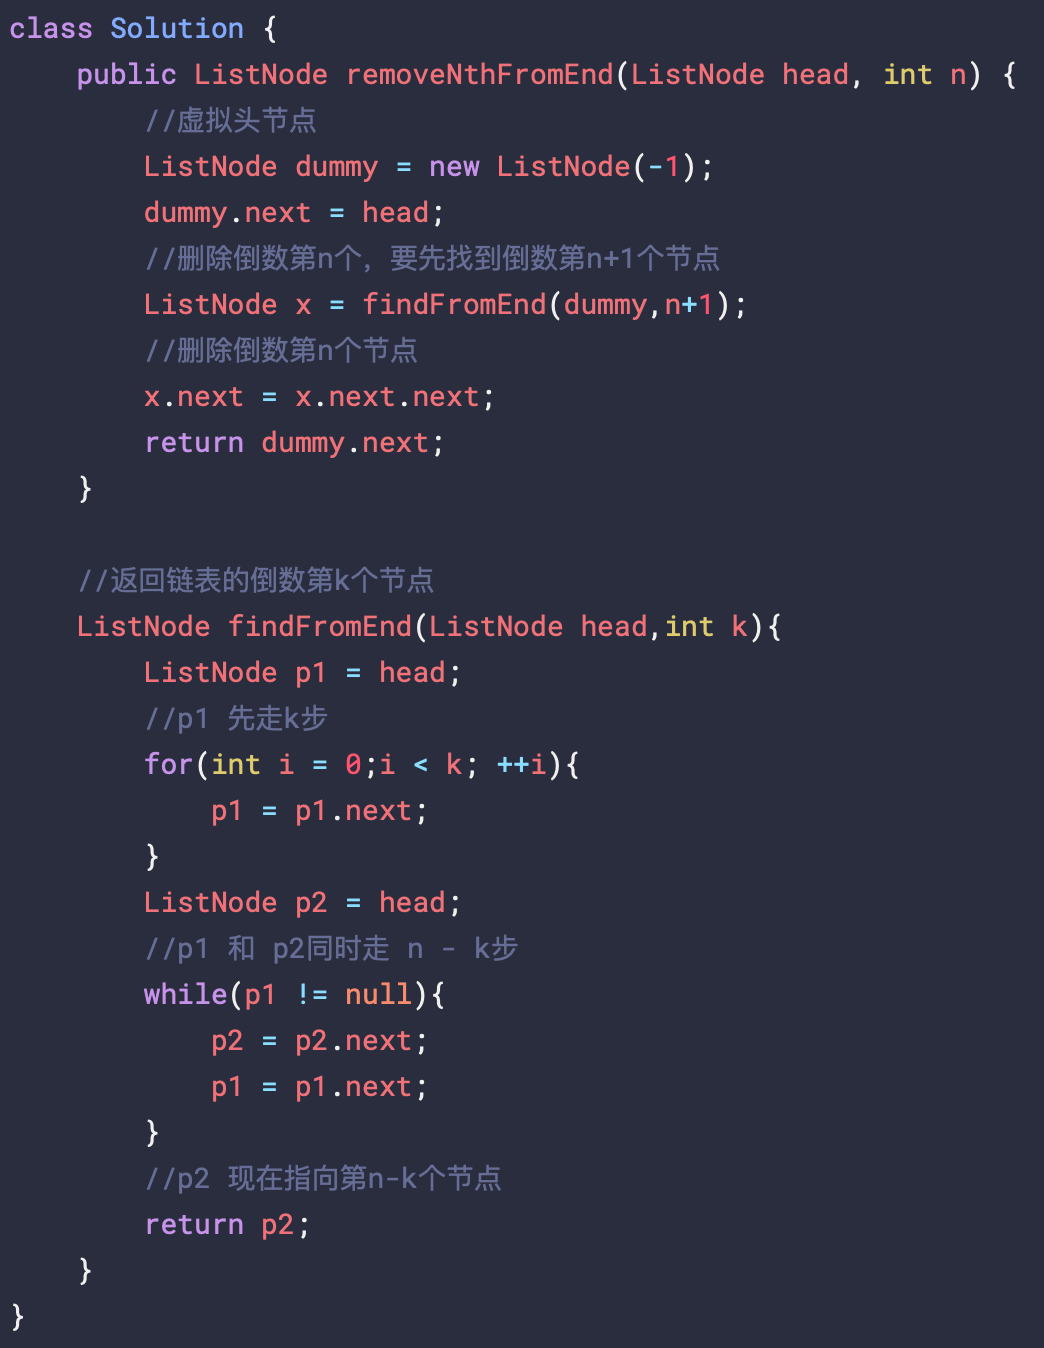 class Solution {
    public ListNode removeNthFromEnd(ListNode head, int n) {
        //虚拟头节点
        ListNode dummy = new ListNode(-1);
        dummy.next = head;
        //删除倒数第n个，要先找到倒数第n+1个节点
        ListNode x = findFromEnd(dummy,n+1);
        //删除倒数第n个节点
        x.next = x.next.next;
        return dummy.next;
    }

    //返回链表的倒数第k个节点
    ListNode findFromEnd(ListNode head,int k){
        ListNode p1 = head;
        //p1 先走k步
        for(int i = 0;i < k; ++i){
            p1 = p1.next;
        }
        ListNode p2 = head;
        //p1 和 p2同时走 n - k步
        while(p1 != null){
            p2 = p2.next;
            p1 = p1.next;
        }
        //p2 现在指向第n-k个节点
        return p2;
    }
}